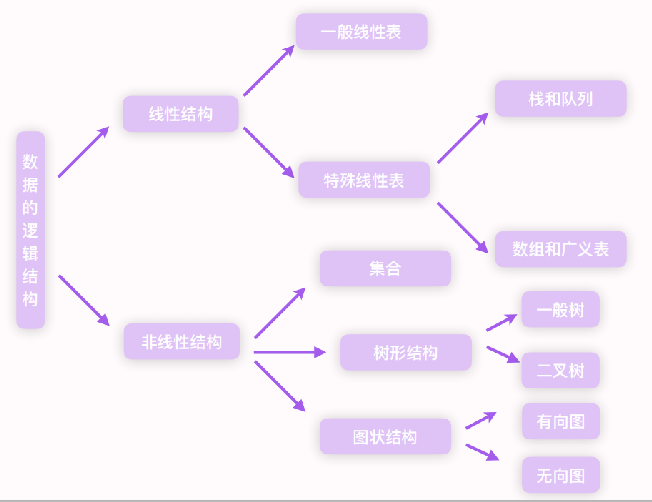 数据的逻辑结构
线性结构
一般线性表
特殊线性表
栈和队列
数组和广义表
非线性结构
集合
树形结构
一般树
二叉树
图状结构
有向图
无向图